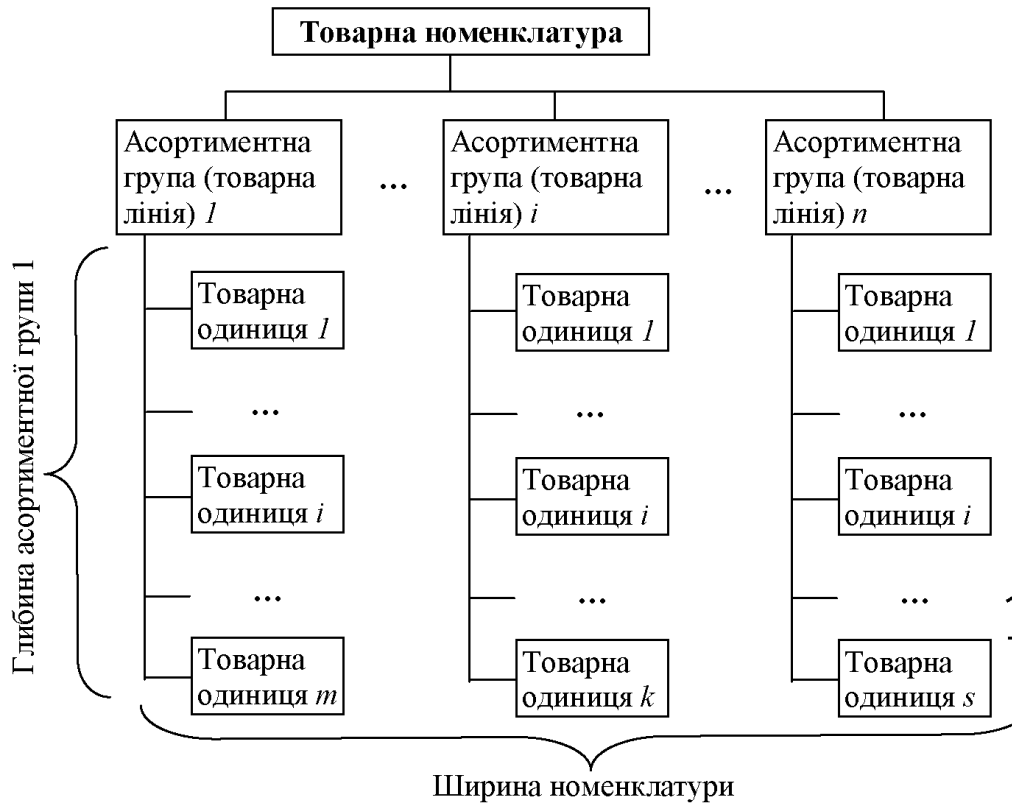 Товарна номенклатура
Асортиментна
група (товарна
лінія) 1
...
Асортиментна
група (товарна
лінія) i
...
Асортиментна
група (товарна
лінія) n
Глибина асортиментної групи 1
Товарна
одиниця 1
Товарна
одиниця 1
Товарна
одиниця 1
...
...
...
Товарна
одиниця i
Товарна
одиниця i
Товарна
одиниця i
...
...
...
Товарна
одиниця m
Товарна
одиниця k
Товарна
одиниця s
Ширина номенклатури